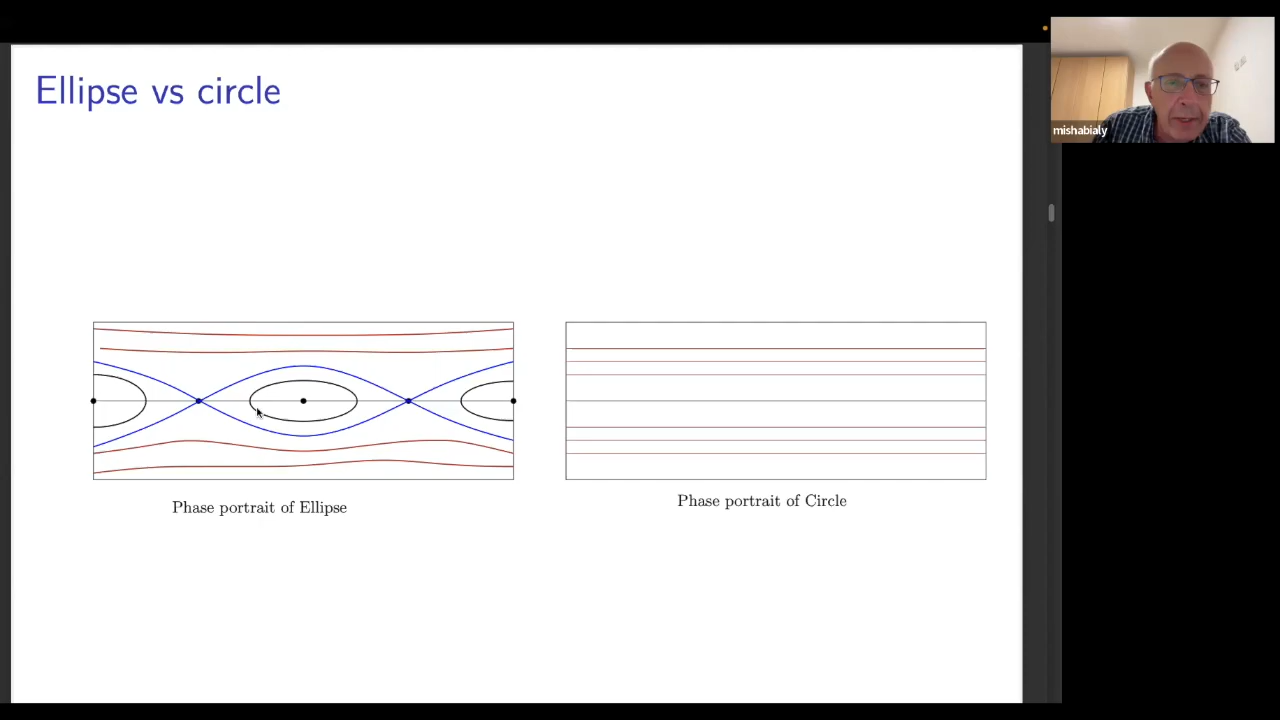 Ellipse vs circle
mishabialy
Phase portrait of Ellipse
Phase portrait of Circle